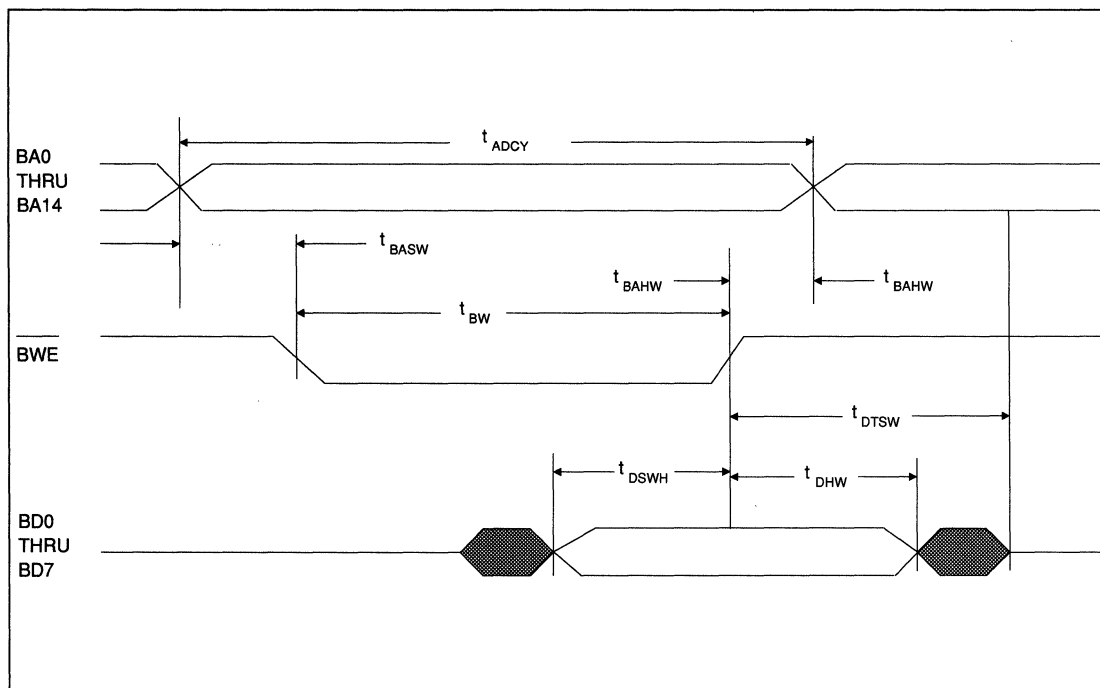 t ADCY
BA0
THRU
BA14
t BASW
t BAHW
t BAHW
t BW
BWE
t DTSW
t DSWH
t DHW
BD0
THRU
BD7